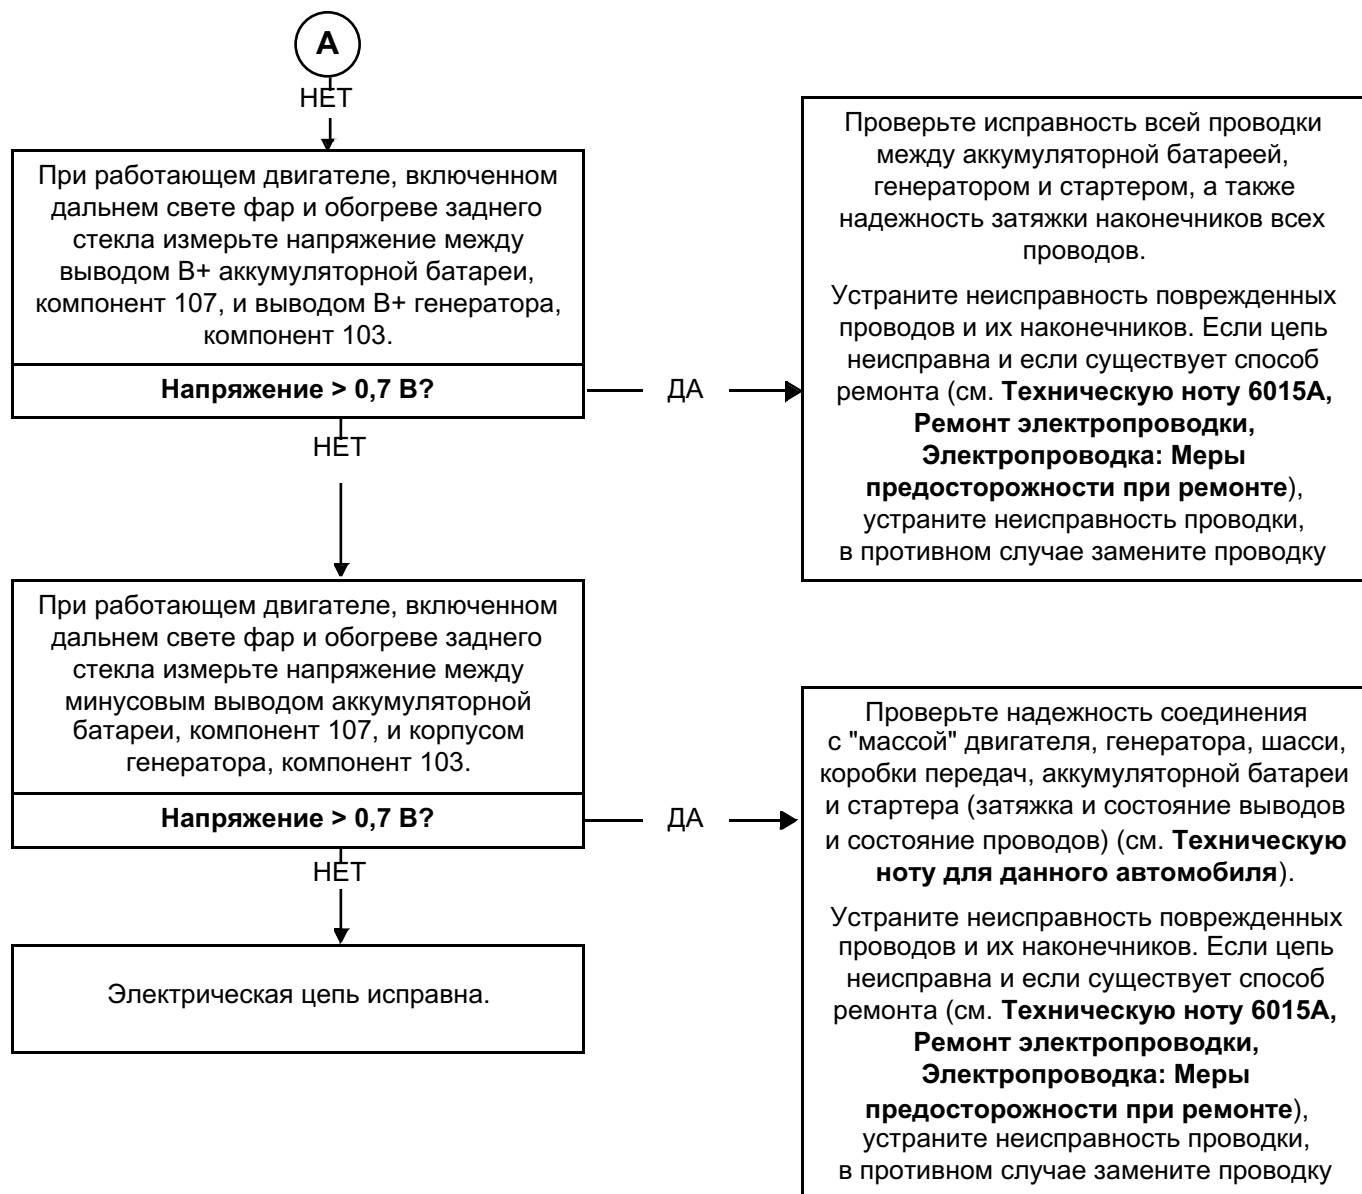 A
НЕТ
При работающем двигателе, включенном
дальнем свете фар и обогреве заднего
стекла измерьте напряжение между
выводом B+ аккумуляторной батареи,
компонент 107, и выводом B+ генератора,
компонент 103.
Напряжение > 0,7 В?
ДА
Проверьте исправность всей проводки
между аккумуляторной батареей,
генератором и стартером, а также
надежность затяжки наконечников всех
проводов.
Устраните неисправность поврежденных
проводов и их наконечников. Если цепь
неисправна и если существует способ
ремонта (см. Техническую ноту 6015A,
Ремонт электропроводки,
Электропроводка: Меры
предосторожности при ремонте),
устраните неисправность проводки,
в противном случае замените проводку
НЕТ
При работающем двигателе, включенном
дальнем свете фар и обогреве заднего
стекла измерьте напряжение между
минусовым выводом аккумуляторной
батареи, компонент 107, и корпусом
генератора, компонент 103.
Напряжение > 0,7 В?
ДА
Проверьте надежность соединения
с "массой" двигателя, генератора, шасси,
коробки передач, аккумуляторной батареи
и стартера (затяжка и состояние выводов
и состояние проводов) (см. Техническую
ноту для данного автомобиля).
Устраните неисправность поврежденных
проводов и их наконечников. Если цепь
неисправна и если существует способ
ремонта (см. Техническую ноту 6015A,
Ремонт электропроводки,
Электропроводка: Меры
предосторожности при ремонте),
устраните неисправность проводки,
в противном случае замените проводку
НЕТ
Электрическая цепь исправна.